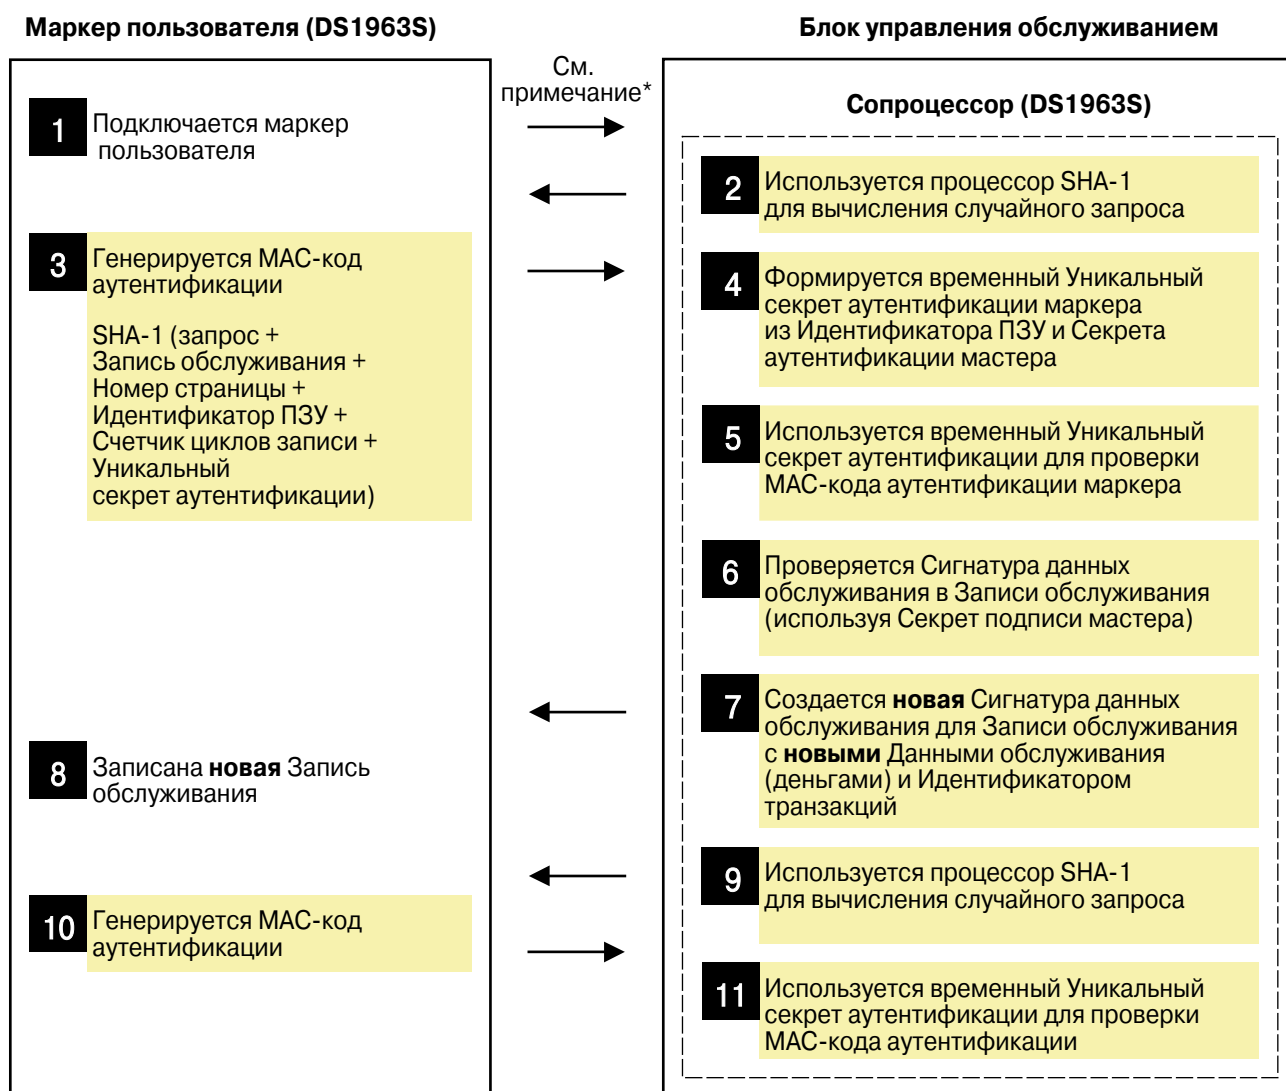 Маркер пользователя (DS1963S)
Блок управления обслуживанием
См.
примечание*
Сопроцессор (DS1963S)
1
Подключается маркер
пользователя
2
Используется процессор SHA-1
для вычисления случайного запроса
3
Генерируется MAC-код
аутентификации
SHA-1 (запрос +
Запись обслуживания +
Номер страницы +
Идентификатор ПЗУ +
Счетчик циклов записи +
Уникальный
секрет аутентификации)
4
Формируется временный Уникальный
секрет аутентификации маркера
из Идентификатора ПЗУ и Секрета
аутентификации мастера
5
Используется временный Уникальный
секрет аутентификации для проверки
MAC-кода аутентификации маркера
6
Проверяется Сигнатура данных
обслуживания в Записи обслуживания
(используя Секрет подписи мастера)
7
Создается новая Сигнатура данных
обслуживания для Записи обслуживания
с новыми Данными обслуживания
(деньгами) и Идентификатором
транзакций
8
Записана новая Запись
обслуживания
9
Используется процессор SHA-1
для вычисления случайного запроса
10
Генерируется MAC-код
аутентификации
11
Используется временный Уникальный
секрет аутентификации для проверки
MAC-кода аутентификации